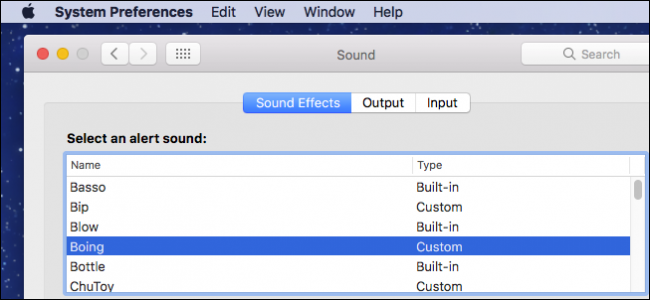 System Preferences Edit View Window Help
Sound
Search
Sound Effects Output Input
Select an alert sound:
Name Type
Basso Built-in
Bip Custom
Blow Built-in
Boing Custom
Bottle Built-in
ChuToy Custom